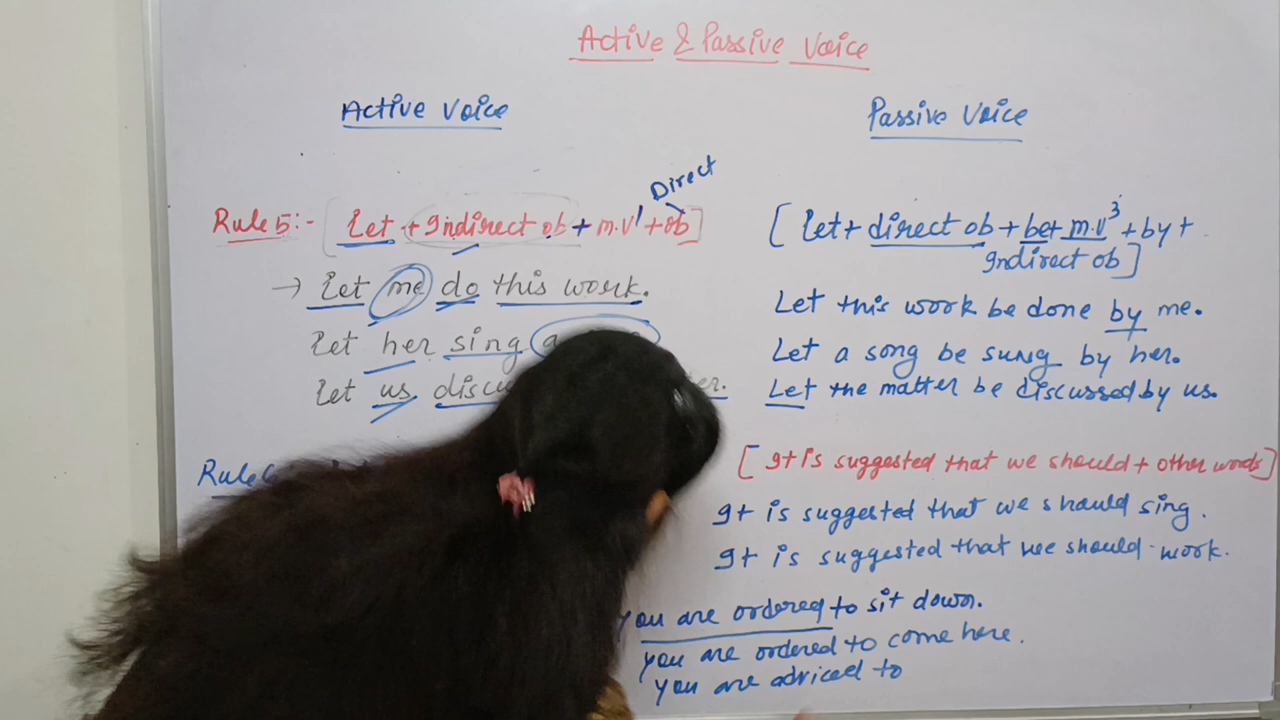 Active & Passive Voice
Active Voice
Passive Voice
Direct
Rule 5:- [Let + Indirect ob + m.v1 + ob]
→ Let me do this work.
Let her sing a
Let us
[Let + direct ob + be + m.v3 + by +
Indirect ob]
Let this work be done by me.
Let a song be sung by her.
Let the matter be discussed by us.
Rule
[It is suggested that we should + other words]
It is suggested that we should sing.
It is suggested that we should work.
you are ordered to sit down.
you are ordered to come here.
you are adviced to